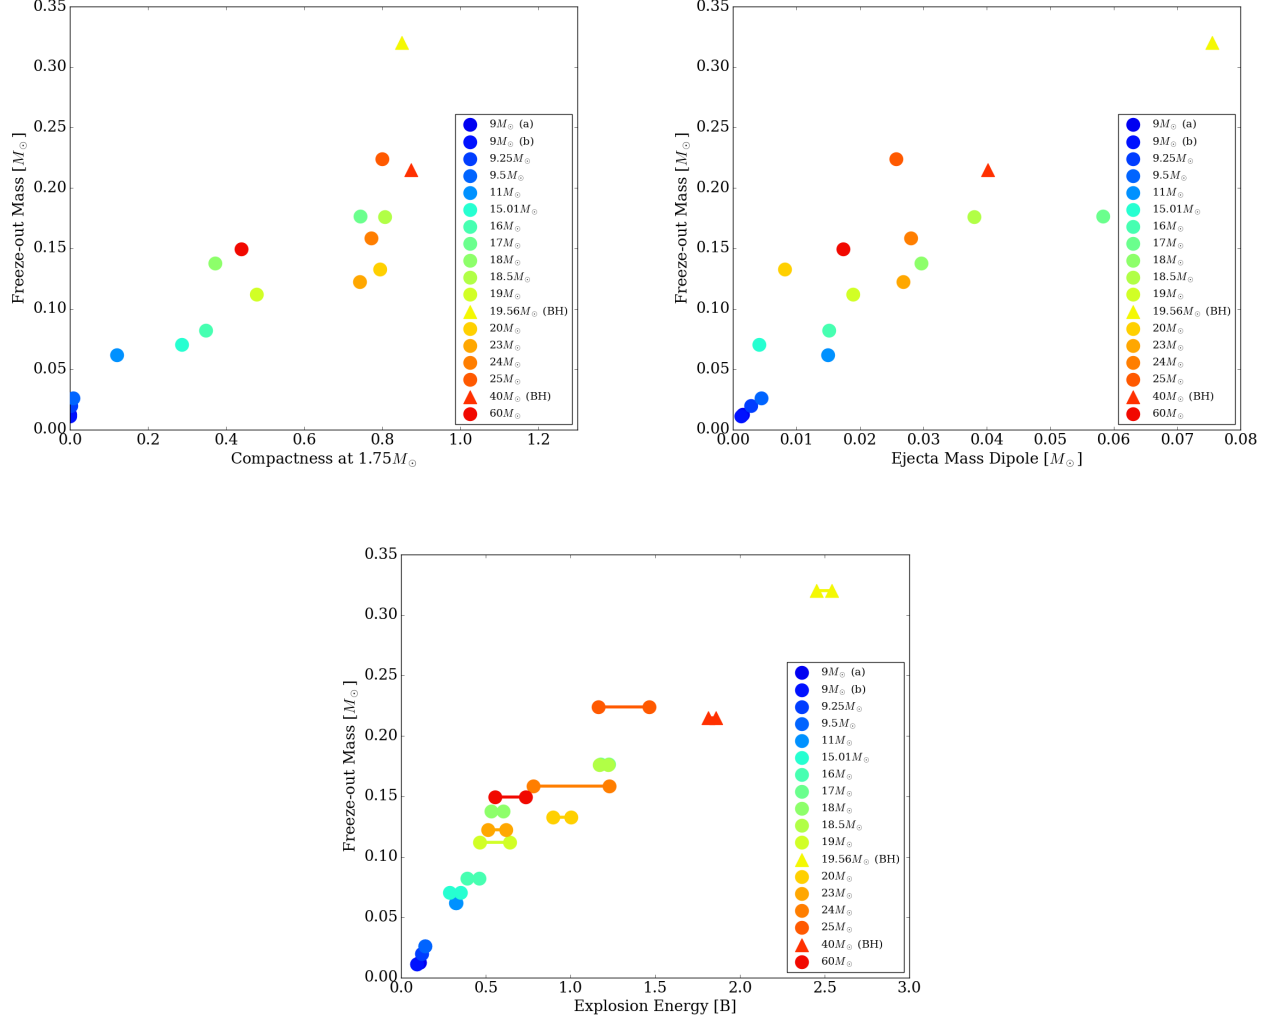 0.35
0.30
0.25
0.20
0.15
0.10
0.05
0.00
Freeze-out Mass [M☉]
0.0 0.2 0.4 0.6 0.8 1.0 1.2
Compactness at 1.75M☉
9M☉ (a)
9M☉ (b)
9.25M☉
9.5M☉
11M☉
15.01M☉
16M☉
17M☉
18M☉
18.5M☉
19M☉
19.56M☉ (BH)
20M☉
23M☉
24M☉
25M☉
40M☉ (BH)
60M☉
0.35
0.30
0.25
0.20
0.15
0.10
0.05
0.00
Freeze-out Mass [M☉]
0.00 0.01 0.02 0.03 0.04 0.05 0.06 0.07 0.08
Ejecta Mass Dipole [M☉]
9M☉ (a)
9M☉ (b)
9.25M☉
9.5M☉
11M☉
15.01M☉
16M☉
17M☉
18M☉
18.5M☉
19M☉
19.56M☉ (BH)
20M☉
23M☉
24M☉
25M☉
40M☉ (BH)
60M☉
0.35
0.30
0.25
0.20
0.15
0.10
0.05
0.00
Freeze-out Mass [M☉]
0.0 0.5 1.0 1.5 2.0 2.5 3.0
Explosion Energy [B]
9M☉ (a)
9M☉ (b)
9.25M☉
9.5M☉
11M☉
15.01M☉
16M☉
17M☉
18M☉
18.5M☉
19M☉
19.56M☉ (BH)
20M☉
23M☉
24M☉
25M☉
40M☉ (BH)
60M☉